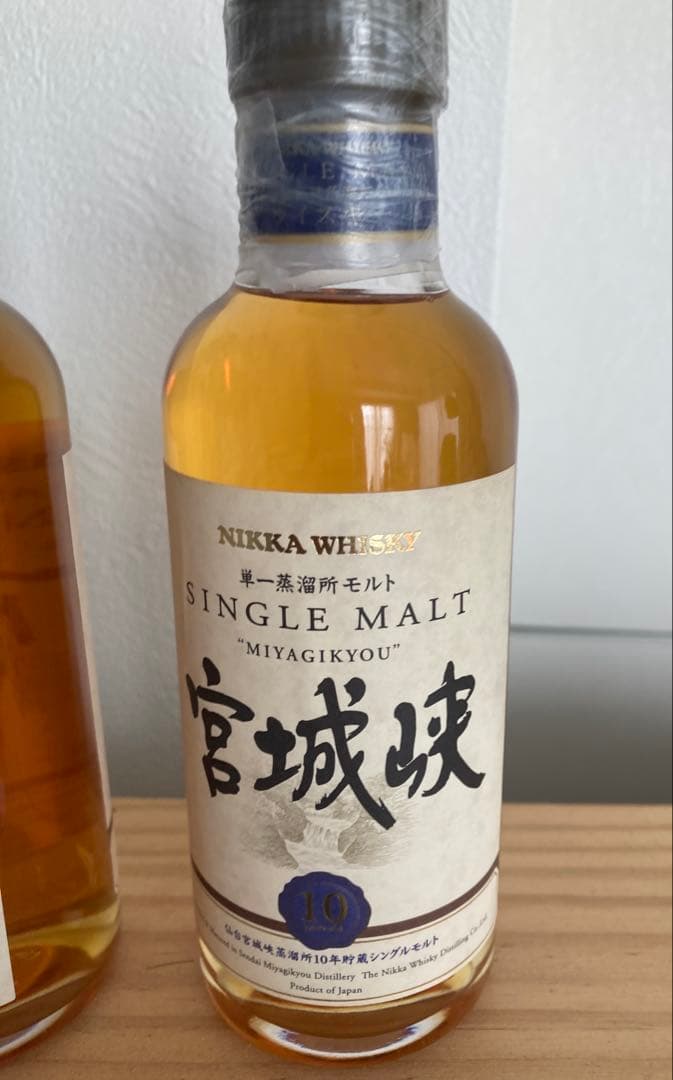 NIKKA WHISKY
単一蒸溜所モルト
SINGLE MALT
“MIYAGIKYOU”
宮城峡
10
仙台宮城峡蒸溜所10年貯蔵シングルモルト
Matured in Sendai Miyagikyou Distillery The Nikka Whisky Distilling Co.,Ltd.
Product of Japan